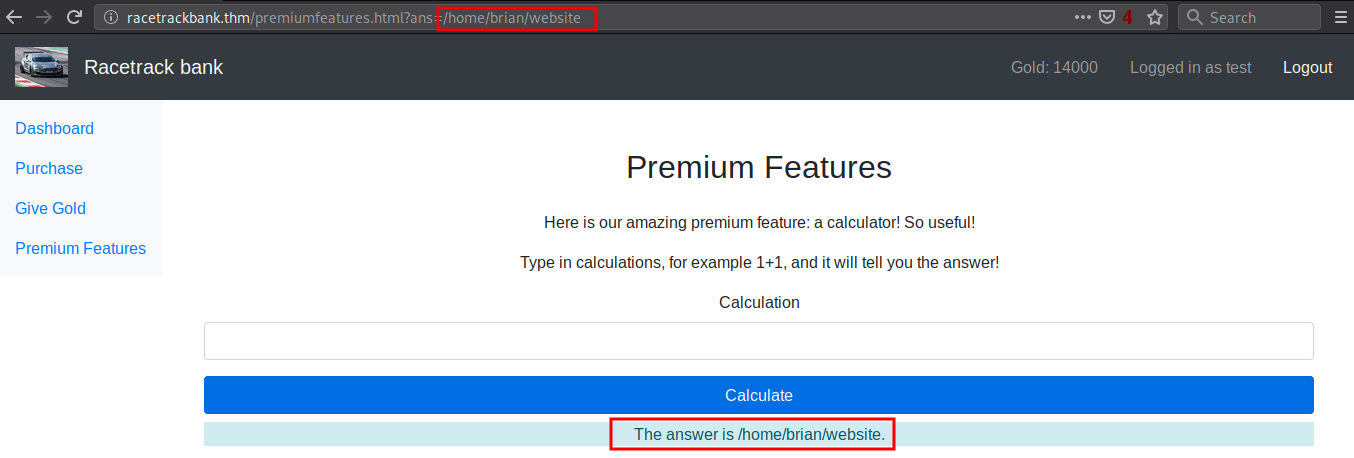 racetrackbank.thm/premiumfeatures.html?ans=/home/brian/website
4
Search
Racetrack bank
Gold: 14000
Logged in as test
Logout
Dashboard
Purchase
Give Gold
Premium Features
Premium Features
Here is our amazing premium feature: a calculator! So useful!
Type in calculations, for example 1+1, and it will tell you the answer!
Calculation
Calculate
The answer is /home/brian/website.